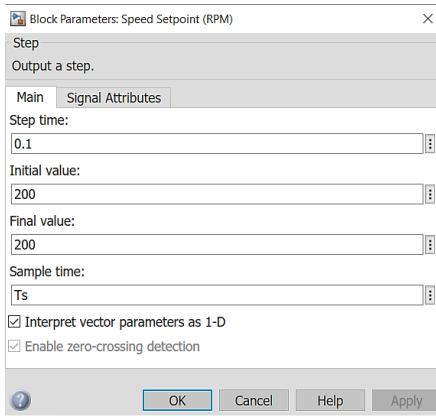 Block Parameters: Speed Setpoint (RPM)
Step
Output a step.
Main Signal Attributes
Step time:
0.1
Initial value:
200
Final value:
200
Sample time:
Ts
Interpret vector parameters as 1-D
Enable zero-crossing detection
OK Cancel Help Apply